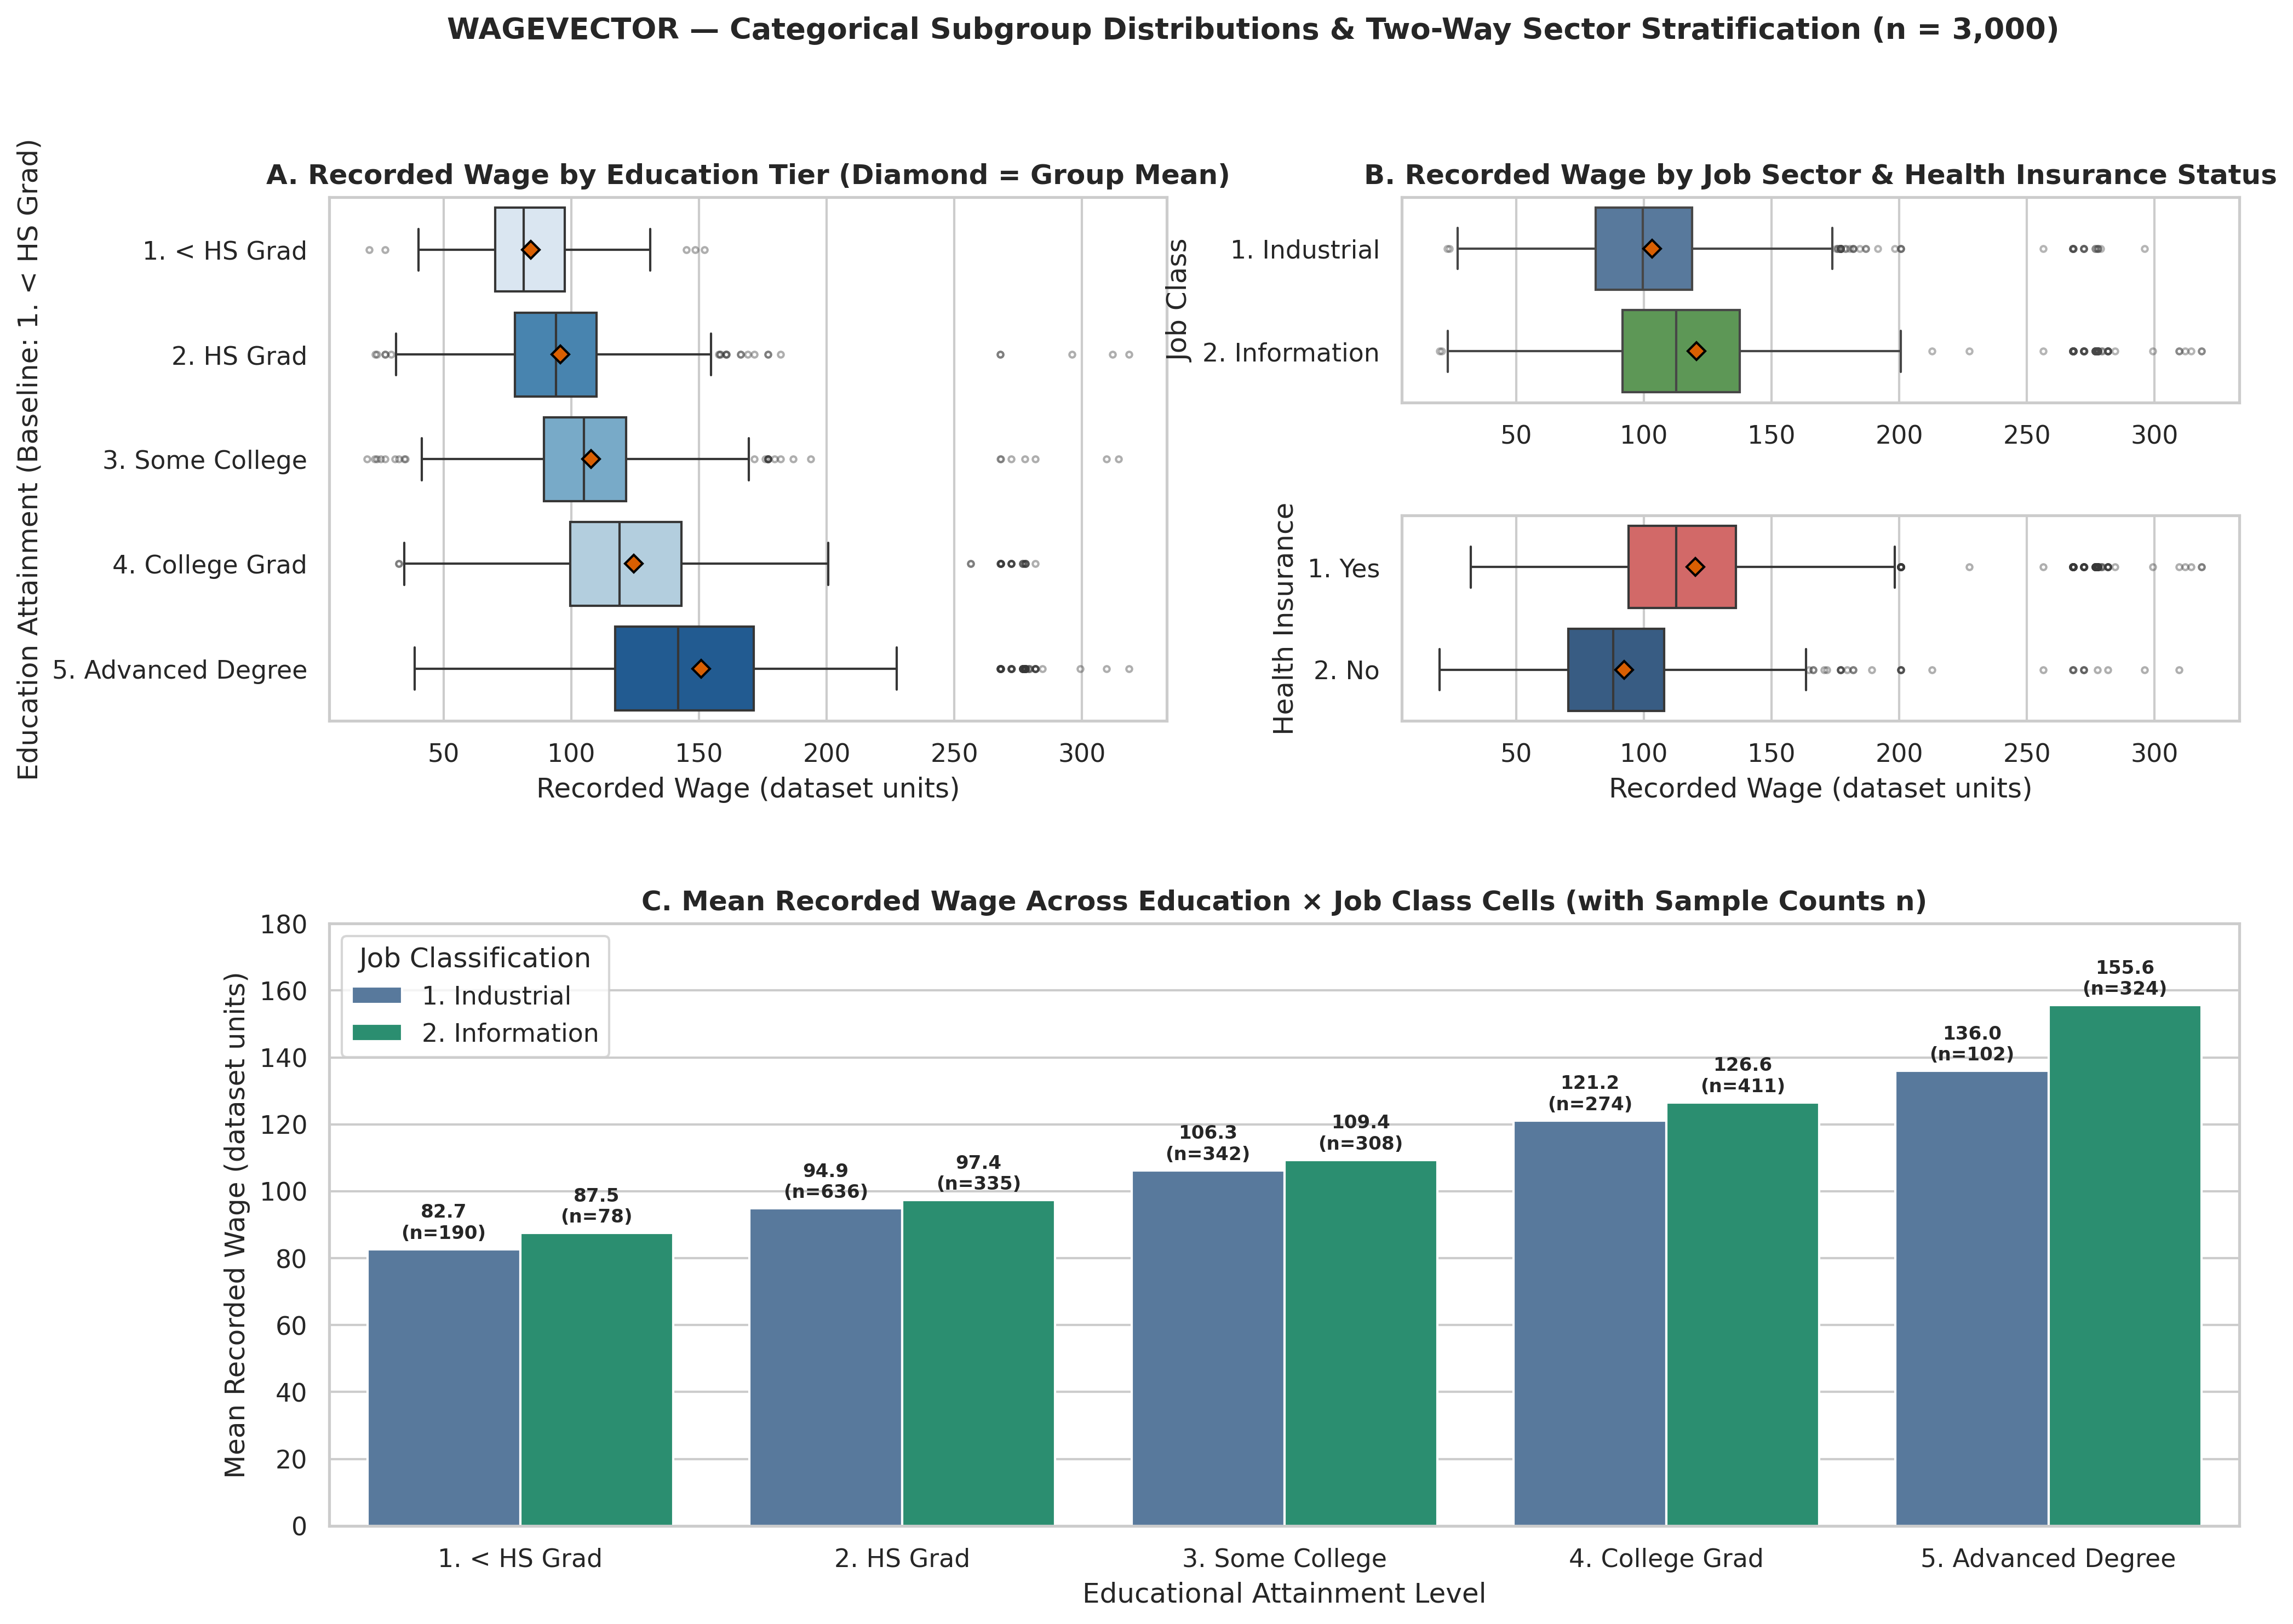 WAGEVECTOR — Categorical Subgroup Distributions & Two-Way Sector Stratification (n = 3,000)
A. Recorded Wage by Education Tier (Diamond = Group Mean)
Education Attainment (Baseline: 1. < HS Grad)
1. < HS Grad
2. HS Grad
3. Some College
4. College Grad
5. Advanced Degree
50 100 150 200 250 300
Recorded Wage (dataset units)
B. Recorded Wage by Job Sector & Health Insurance Status
Job Class
1. Industrial
2. Information
50 100 150 200 250 300
Health Insurance
1. Yes
2. No
50 100 150 200 250 300
Recorded Wage (dataset units)
C. Mean Recorded Wage Across Education × Job Class Cells (with Sample Counts n)
Mean Recorded Wage (dataset units)
180
160
140
120
100
80
60
40
20
0
Job Classification
1. Industrial
2. Information
82.7
(n=190)
87.5
(n=78)
94.9
(n=636)
97.4
(n=335)
106.3
(n=342)
109.4
(n=308)
121.2
(n=274)
126.6
(n=411)
136.0
(n=102)
155.6
(n=324)
1. < HS Grad 2. HS Grad 3. Some College 4. College Grad 5. Advanced Degree
Educational Attainment Level